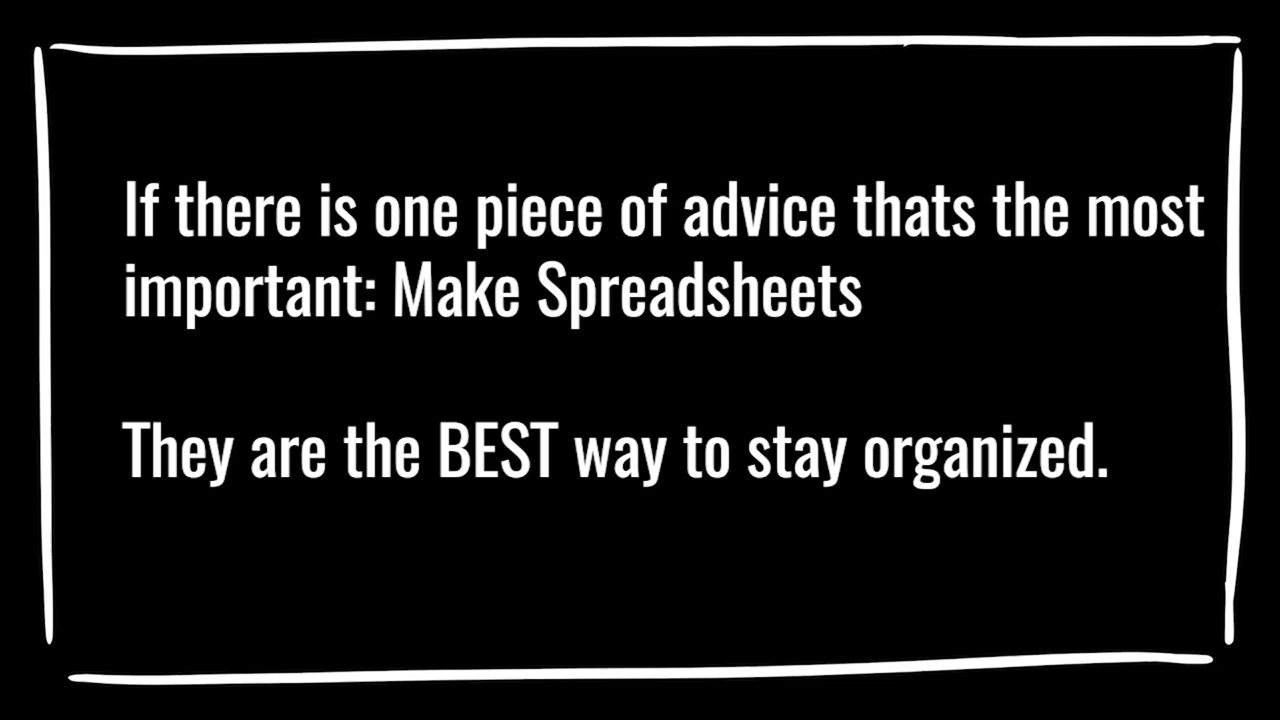 If there is one piece of advice thats the most
important: Make Spreadsheets
They are the BEST way to stay organized.